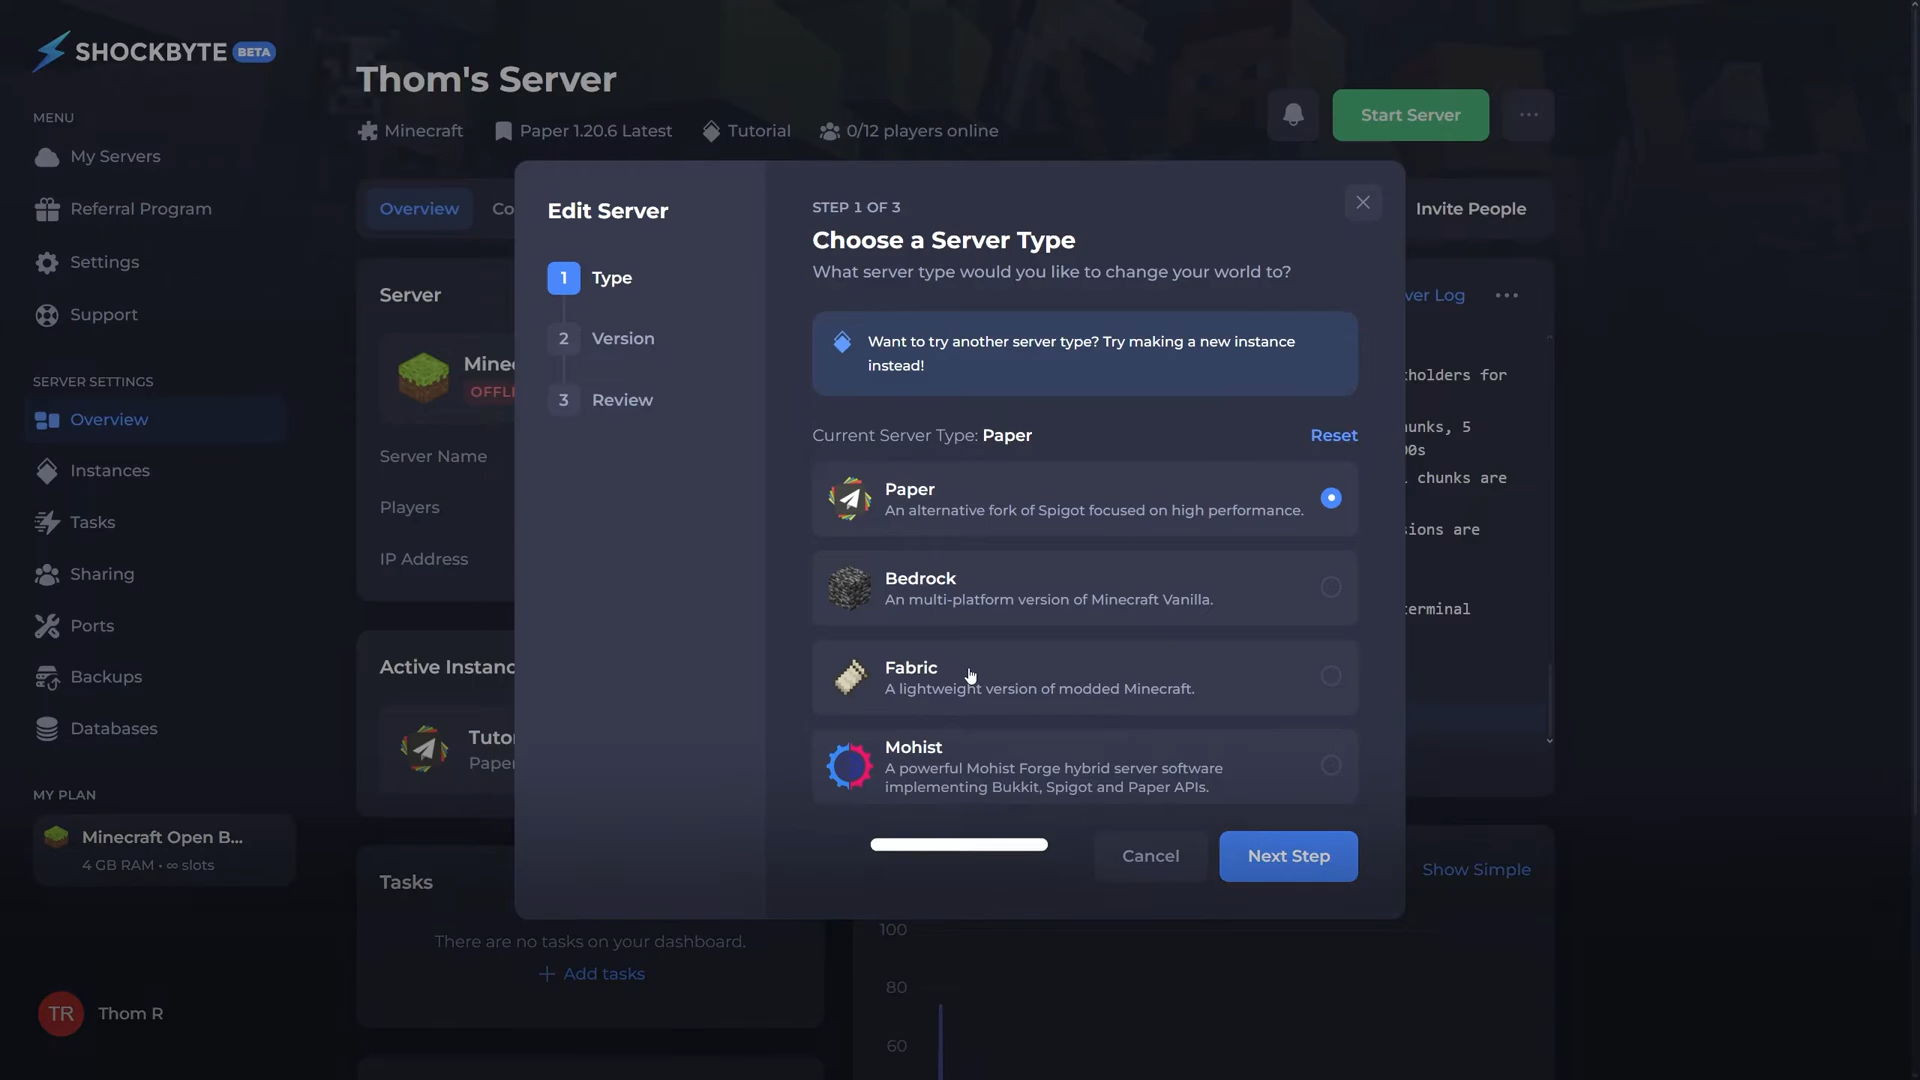 SHOCKBYTE BETA
MENU
My Servers
Referral Program
Settings
Support
SERVER SETTINGS
Overview
Instances
Tasks
Sharing
Ports
Backups
Databases
MY PLAN
Minecraft Open B...
4 GB RAM • ∞ slots
TR Thom R
Thom's Server
Minecraft Paper 1.20.6 Latest Tutorial 0/12 players online
Start Server
Overview Co
Invite People
Server
Mine
OFFLI
Server Name
Players
IP Address
Active Instanc
Tuto
Paper
Tasks
There are no tasks on your dashboard.
+ Add tasks
Edit Server
1 Type
2 Version
3 Review
STEP 1 OF 3
Choose a Server Type
What server type would you like to change your world to?
Want to try another server type? Try making a new instance
instead!
Current Server Type: Paper Reset
Paper
An alternative fork of Spigot focused on high performance.
Bedrock
An multi-platform version of Minecraft Vanilla.
Fabric
A lightweight version of modded Minecraft.
Mohist
A powerful Mohist Forge hybrid server software
implementing Bukkit, Spigot and Paper APIs.
Cancel Next Step
ver Log
holders for
unks, 5
0s
chunks are
sions are
erminal
Show Simple
100
80
60